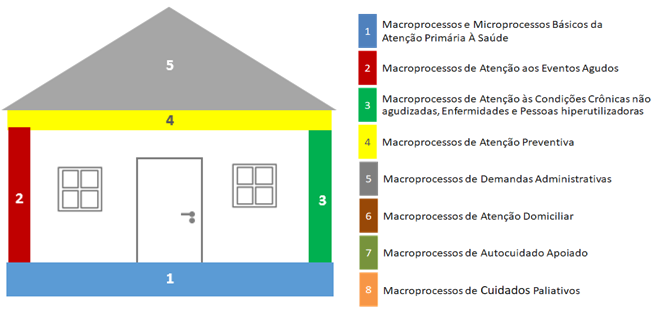 5
4
2
3
1
1 Macroprocessos e Microprocessos Básicos da
Atenção Primária À Saúde
2 Macroprocessos de Atenção aos Eventos Agudos
3 Macroprocessos de Atenção às Condições Crônicas não
agudizadas, Enfermidades e Pessoas hiperutilizadoras
4 Macroprocessos de Atenção Preventiva
5 Macroprocessos de Demandas Administrativas
6 Macroprocessos de Atenção Domiciliar
7 Macroprocessos de Autocuidado Apoiado
8 Macroprocessos de Cuidados Paliativos